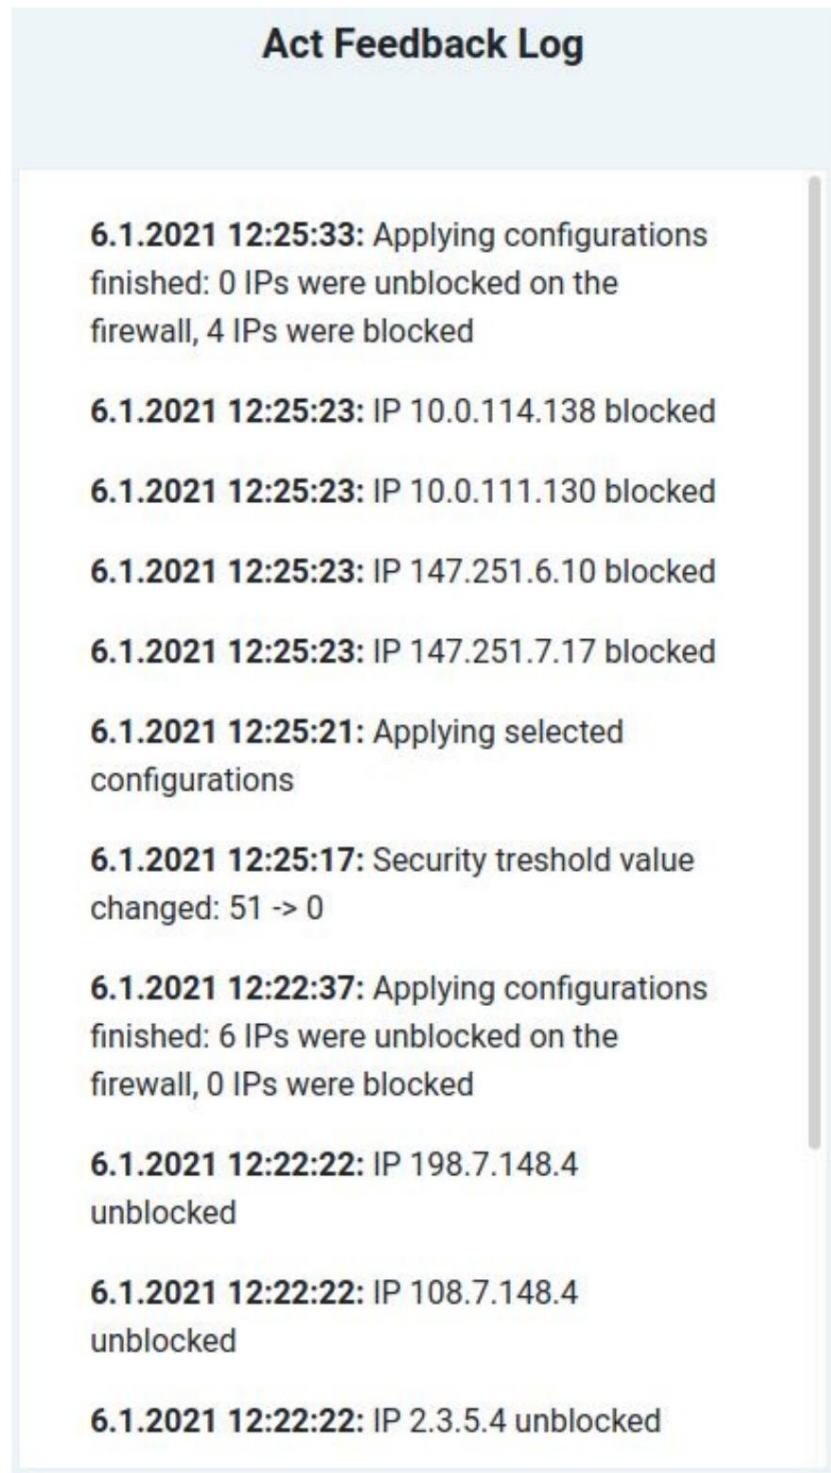 Act Feedback Log
6.1.2021 12:25:33: Applying configurations
finished: 0 IPs were unblocked on the
firewall, 4 IPs were blocked
6.1.2021 12:25:23: IP 10.0.114.138 blocked
6.1.2021 12:25:23: IP 10.0.111.130 blocked
6.1.2021 12:25:23: IP 147.251.6.10 blocked
6.1.2021 12:25:23: IP 147.251.7.17 blocked
6.1.2021 12:25:21: Applying selected
configurations
6.1.2021 12:25:17: Security treshold value
changed: 51 -> 0
6.1.2021 12:22:37: Applying configurations
finished: 6 IPs were unblocked on the
firewall, 0 IPs were blocked
6.1.2021 12:22:22: IP 198.7.148.4
unblocked
6.1.2021 12:22:22: IP 108.7.148.4
unblocked
6.1.2021 12:22:22: IP 2.3.5.4 unblocked